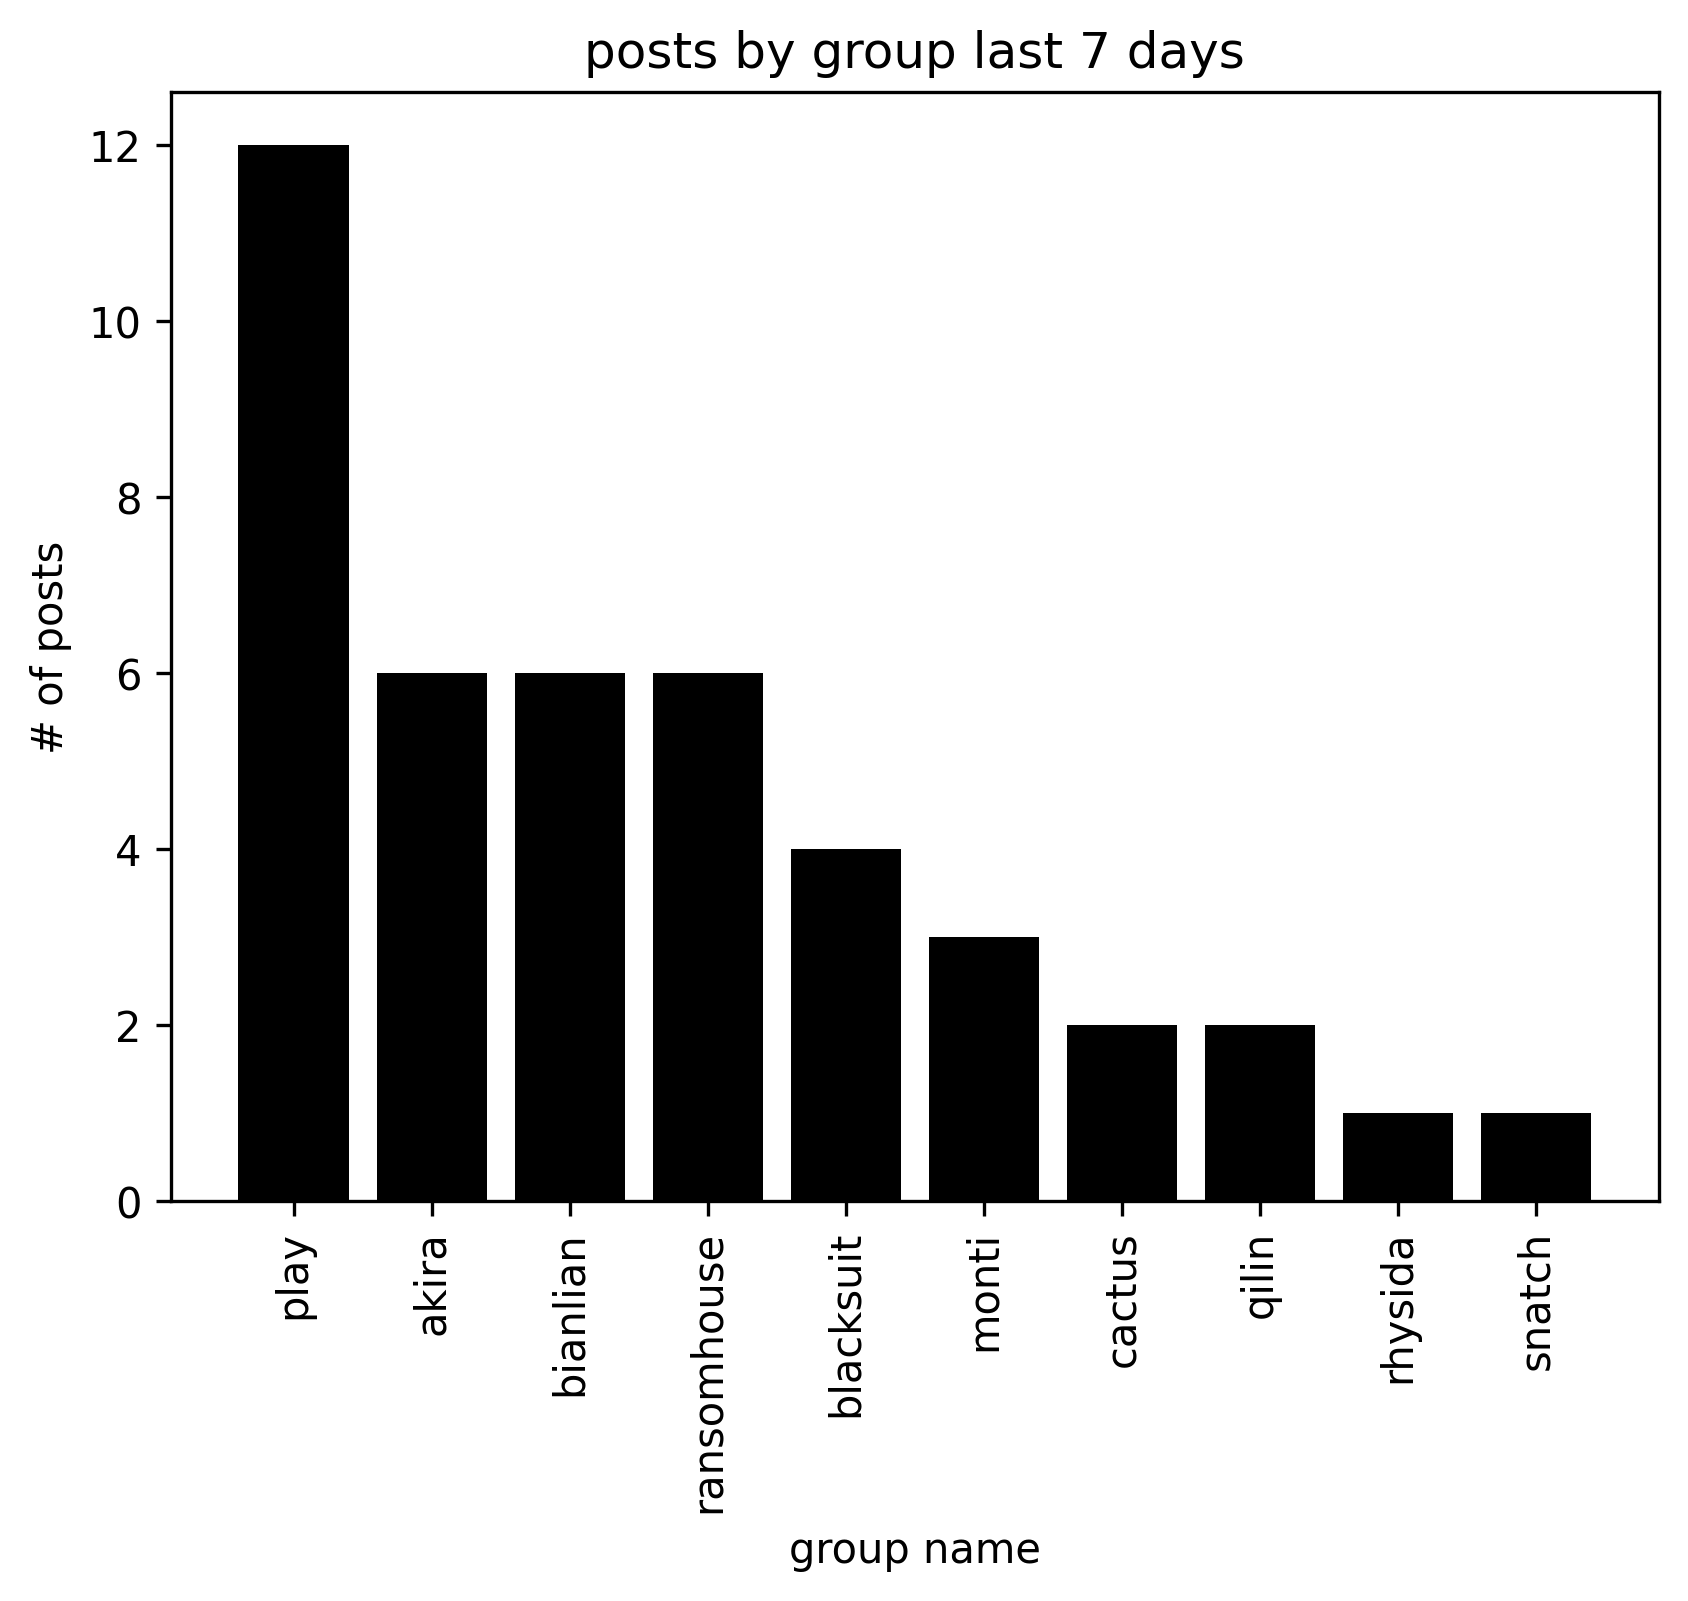 posts by group last 7 days
# of posts
12
10
8
6
4
2
0
play
akira
bianlian
ransomhouse
blacksuit
monti
cactus
qilin
rhysida
snatch
group name